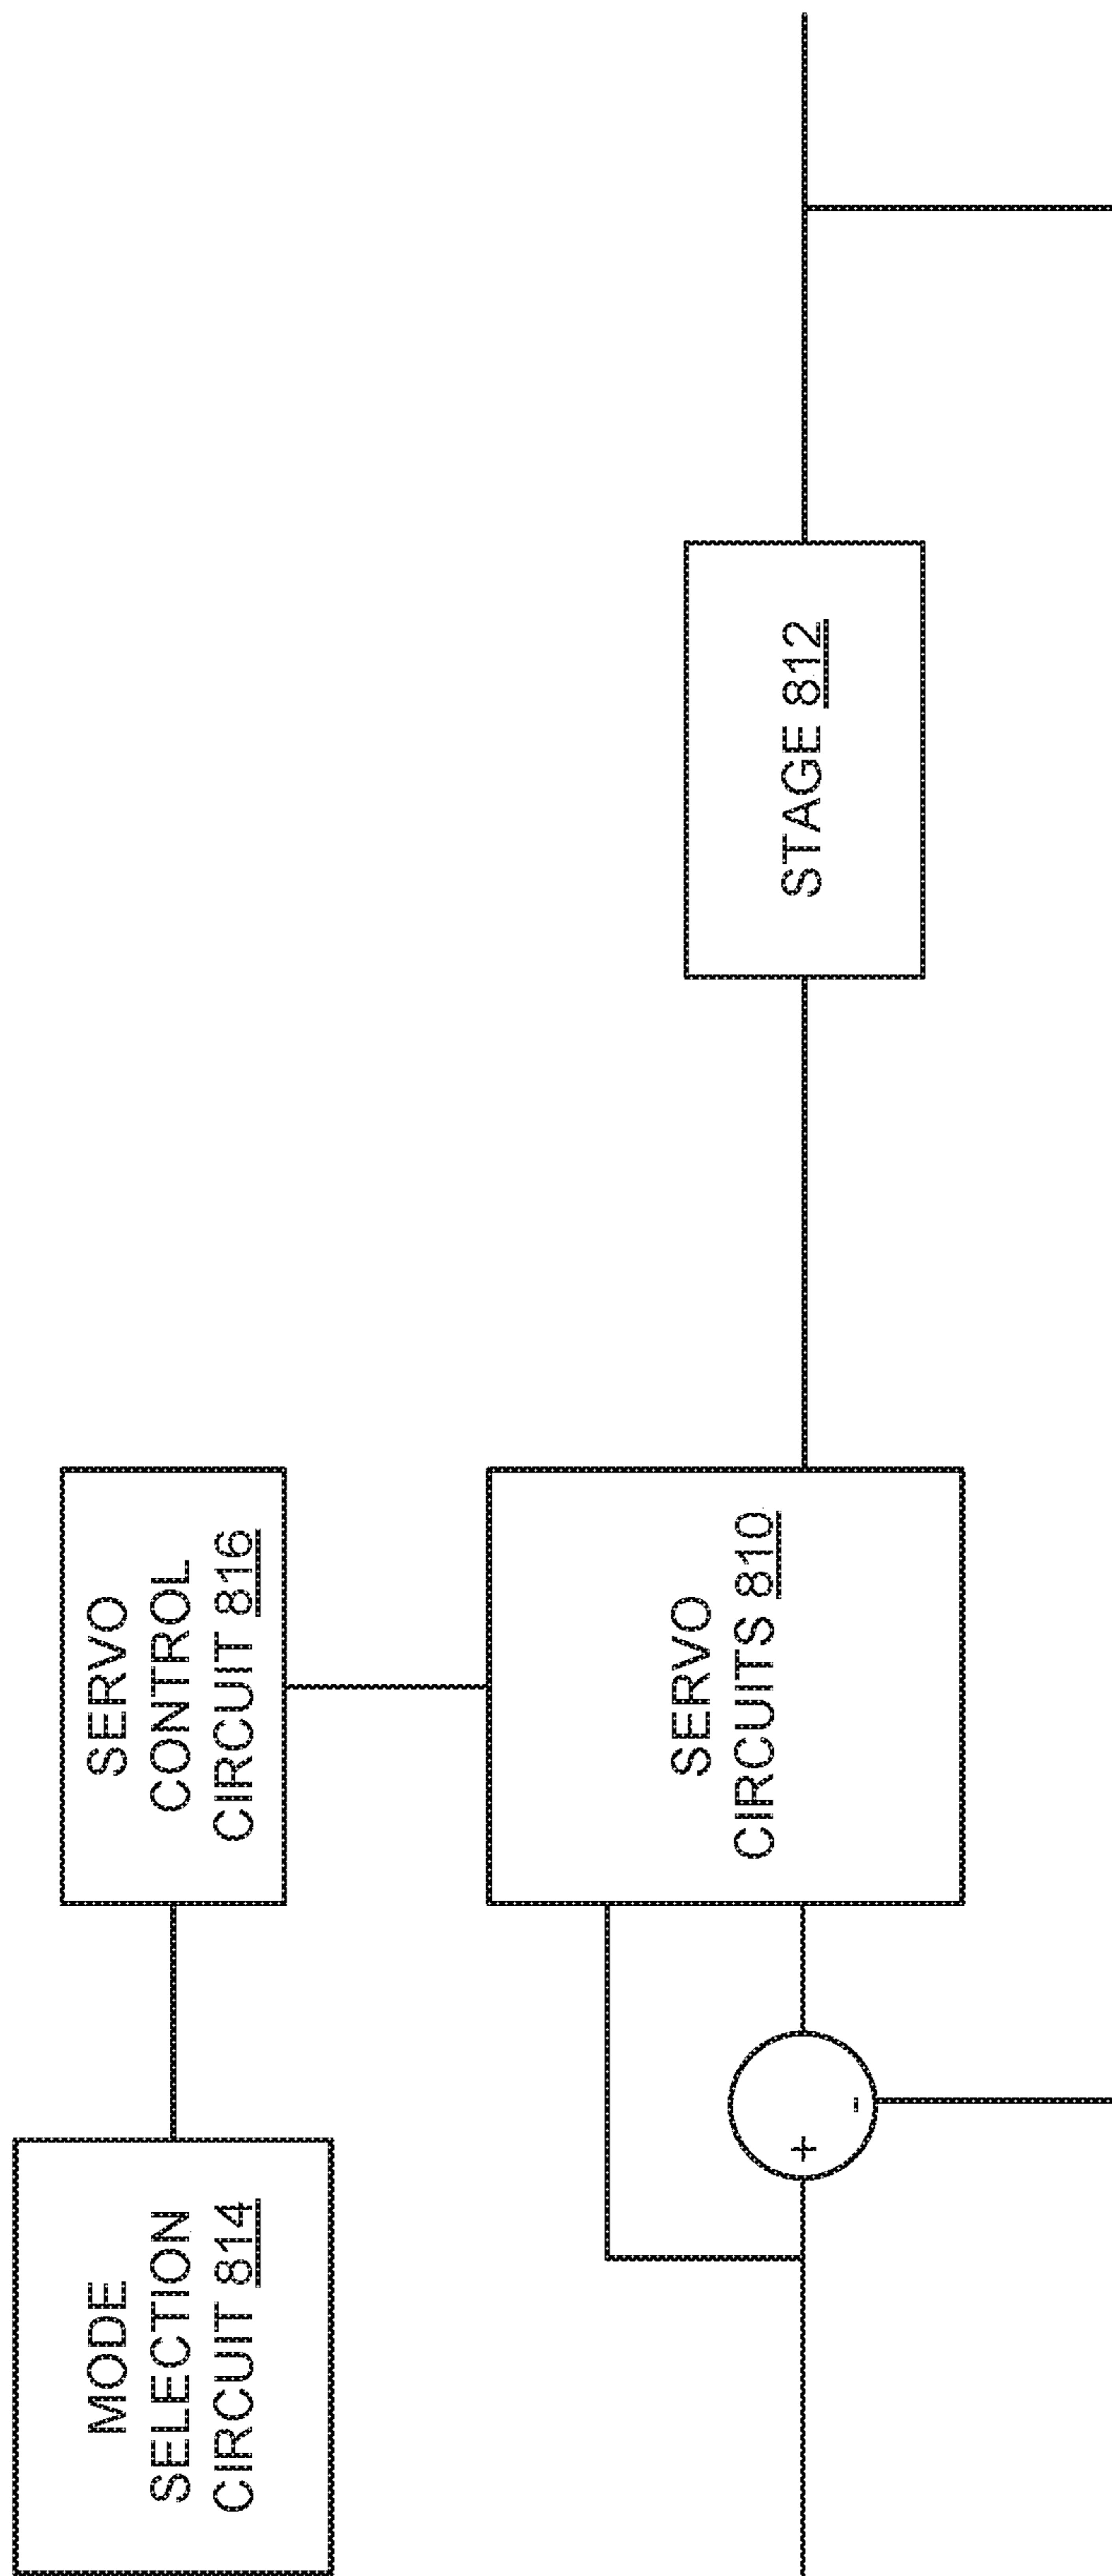 MODE
SELECTION
CIRCUIT 814
SERVO
CONTROL
CIRCUIT 816
SERVO
CIRCUITS 810
STAGE 812
+
-